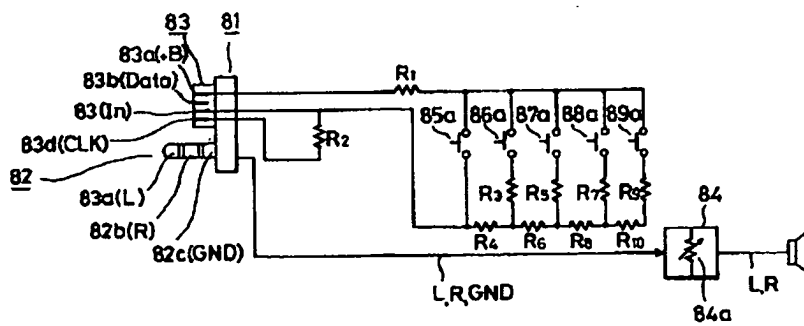 83
81
83a(+B)
83b(Data)
83(In)
83d(CLK)
82
83a(L)
82b(R)
82c(GND)
R1
R2
85a 86a 87a 88a 89a
R3 R5 R7 R9
R4 R6 R8 R10
84
L,R,GND
L,R
84a